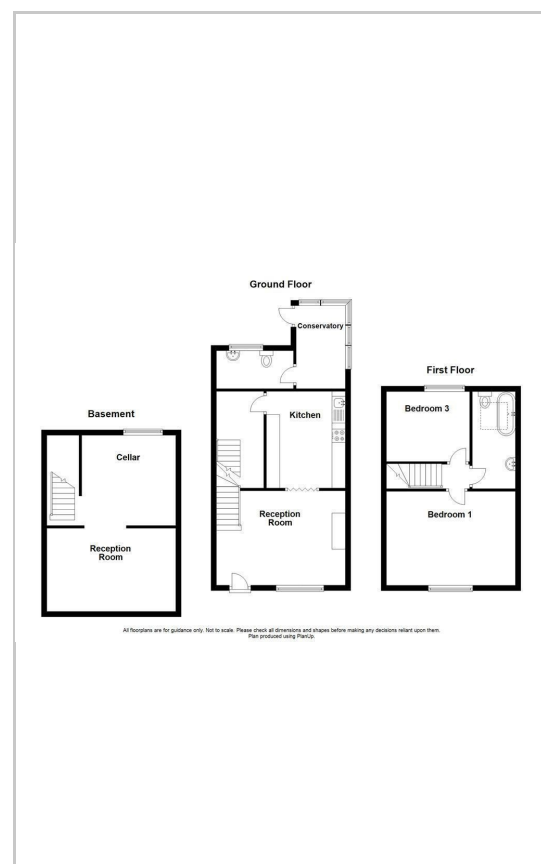 Ground Floor
Conservatory
Kitchen
Reception
Room
Basement
Cellar
Reception
Room
First Floor
Bedroom 3
Bedroom 1
All floorplans are for guidance only. Not to scale. Please check all dimensions and shapes before making any decisions reliant upon them.
Plan produced using PlanUp.